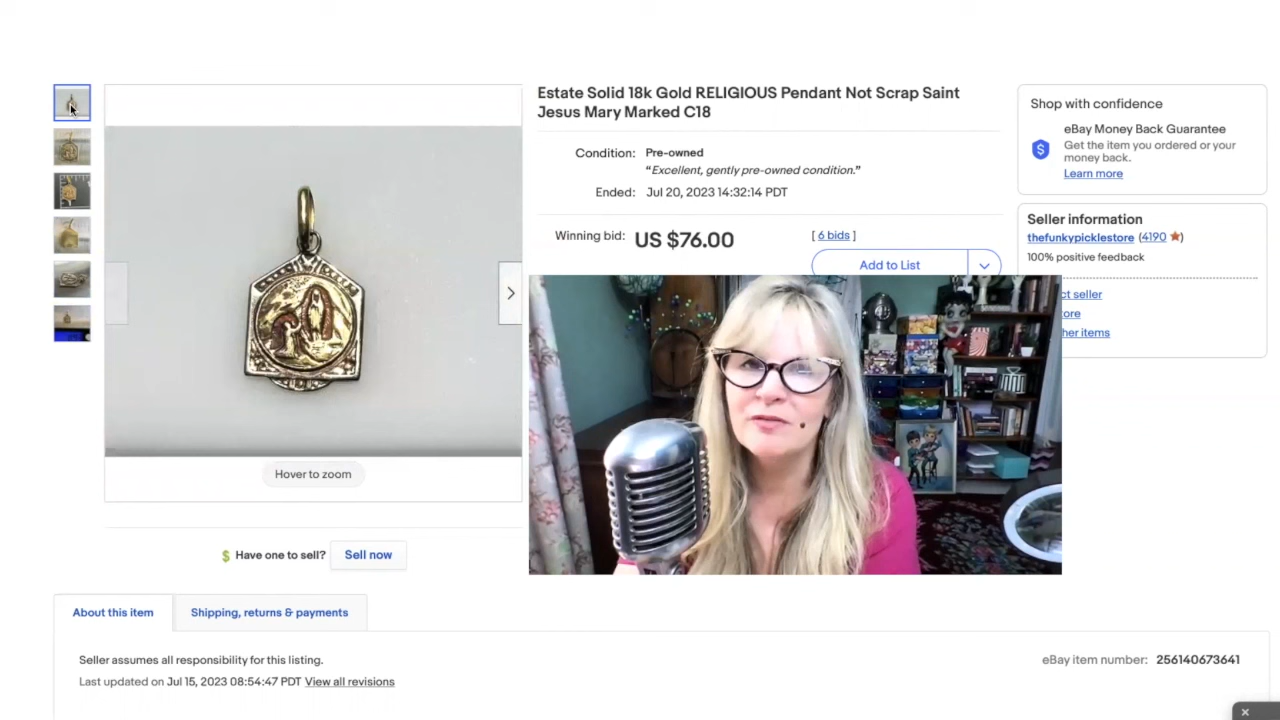 Estate Solid 18k Gold RELIGIOUS Pendant Not Scrap Saint
Jesus Mary Marked C18
Condition: Pre-owned
“Excellent, gently pre-owned condition.”
Ended: Jul 20, 2023 14:32:14 PDT
Winning bid: US $76.00 [ 6 bids ]
Add to List
Hover to zoom
Have one to sell? Sell now
Shop with confidence
eBay Money Back Guarantee
Get the item you ordered or your
money back.
Learn more
Seller information
thefunkypicklestore (4190 ★)
100% positive feedback
ct seller
ore
her items
About this item
Shipping, returns & payments
Seller assumes all responsibility for this listing.
Last updated on Jul 15, 2023 08:54:47 PDT View all revisions
eBay item number: 256140673641